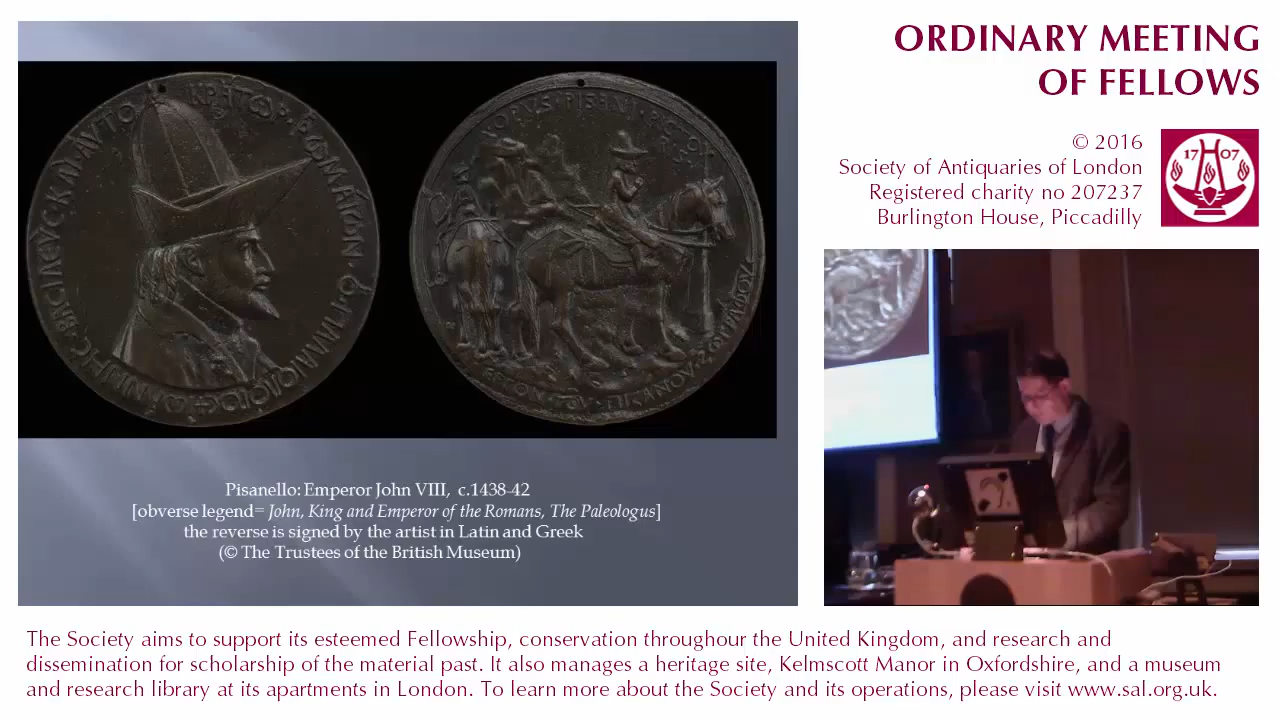 ORDINARY MEETING
OF FELLOWS
© 2016
Society of Antiquaries of London
Registered charity no 207237
Burlington House, Piccadilly
17 07
Pisanello: Emperor John VIII, c.1438-42
[obverse legend= John, King and Emperor of the Romans, The Paleologus]
the reverse is signed by the artist in Latin and Greek
(© The Trustees of the British Museum)
The Society aims to support its esteemed Fellowship, conservation throughour the United Kingdom, and research and
dissemination for scholarship of the material past. It also manages a heritage site, Kelmscott Manor in Oxfordshire, and a museum
and research library at its apartments in London. To learn more about the Society and its operations, please visit www.sal.org.uk.